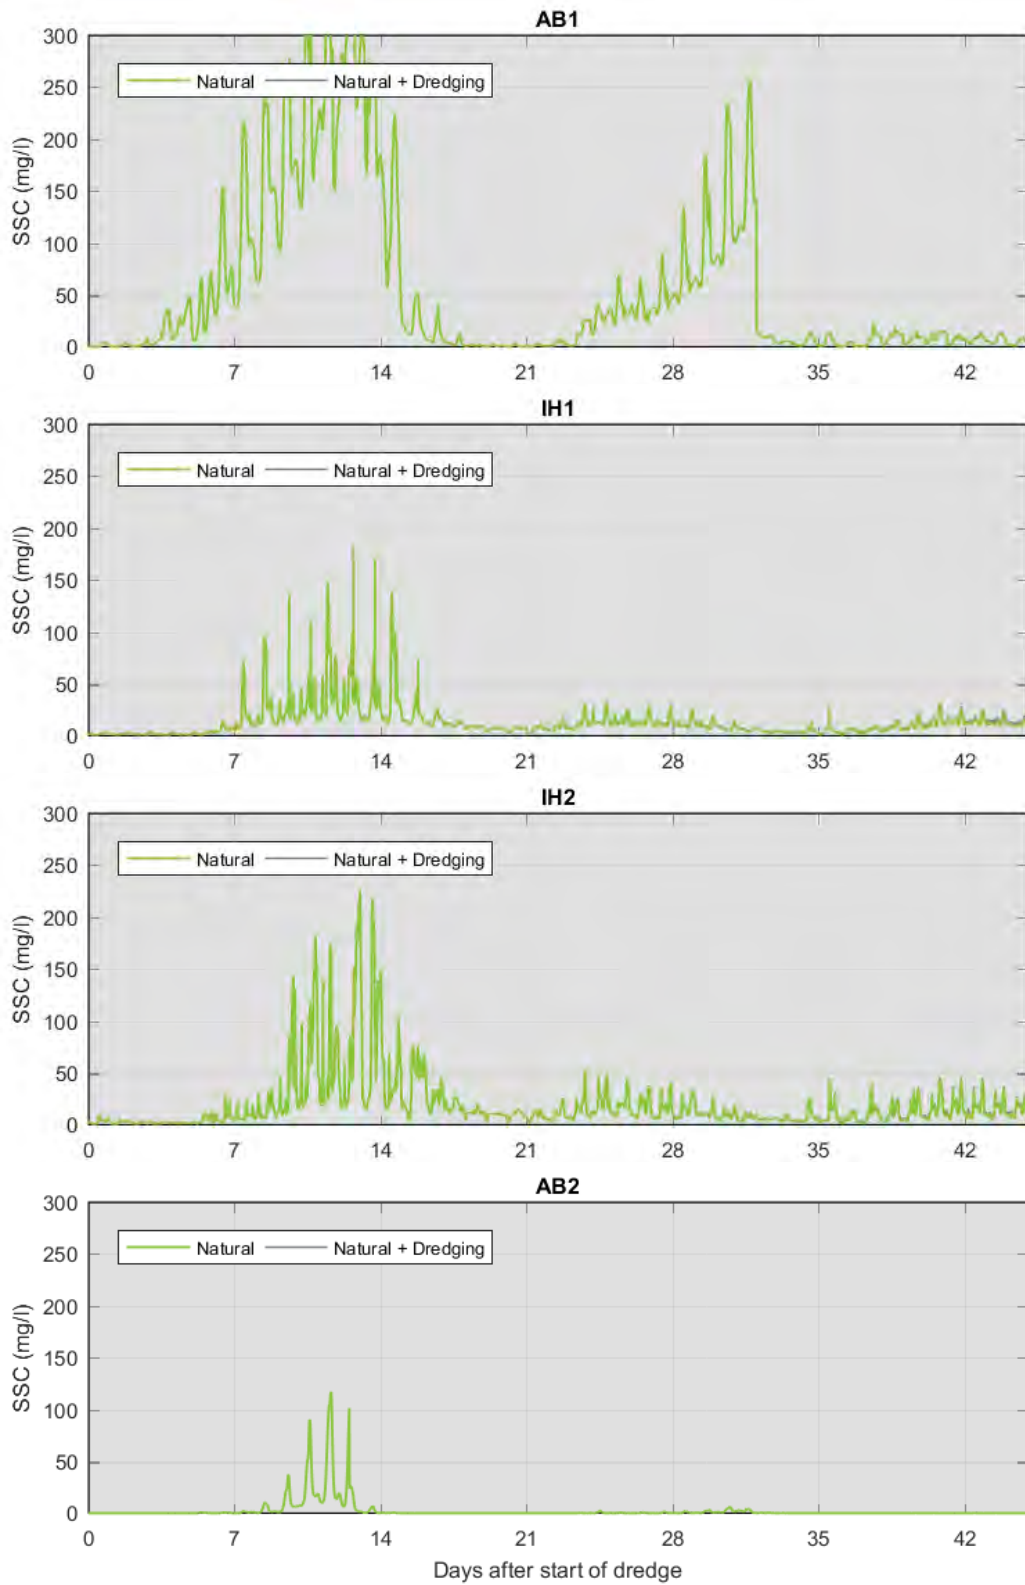 AB1
300
250
200
150
100
50
0
SSC (mg/l)
Natural Natural + Dredging
0 7 14 21 28 35 42
IH1
300
250
200
150
100
50
0
SSC (mg/l)
Natural Natural + Dredging
0 7 14 21 28 35 42
IH2
300
250
200
150
100
50
0
SSC (mg/l)
Natural Natural + Dredging
0 7 14 21 28 35 42
AB2
300
250
200
150
100
50
0
SSC (mg/l)
Natural Natural + Dredging
0 7 14 21 28 35 42
Days after start of dredge